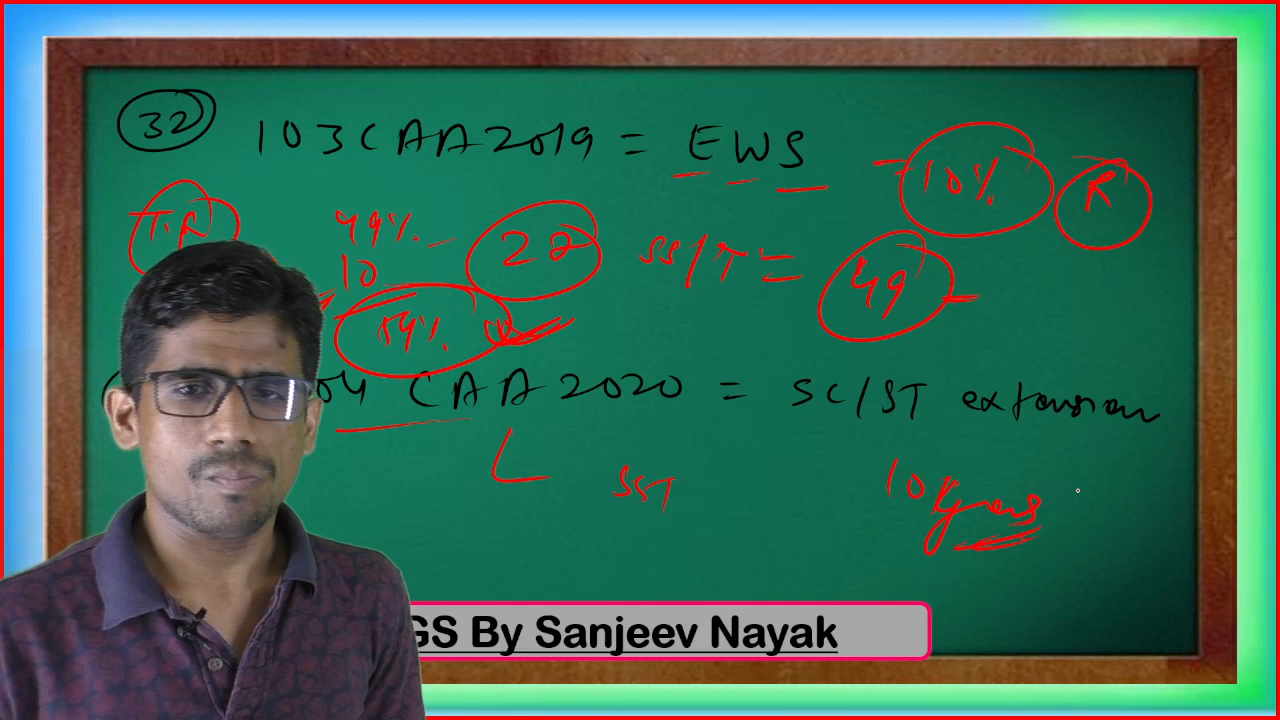 32 103 CAA 2019 = EWS 10% R
49% 22 SS/T = 49
10
59%
04 CAA 2020 = SC/ST extension
SST 10 years
GS By Sanjeev Nayak